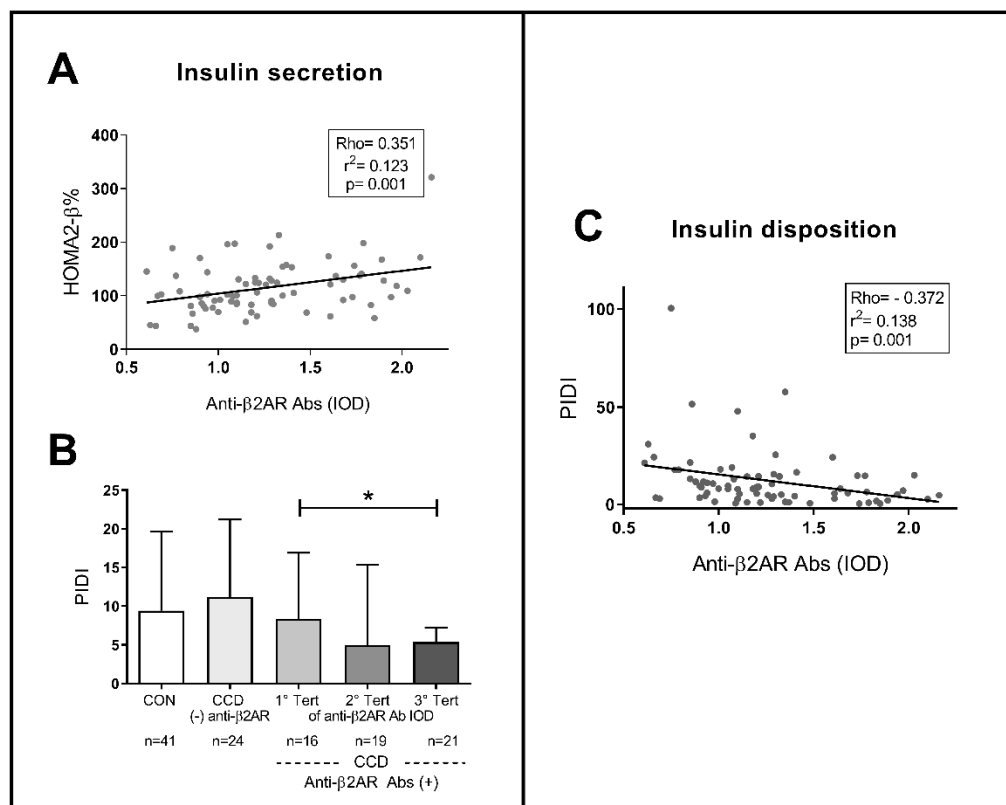 A
Insulin secretion
Rho= 0.351
r²= 0.123
p= 0.001
HOMA2-β%
400
300
200
100
0
0.5 1.0 1.5 2.0
Anti-β2AR Abs (IOD)
B
*
PIDI
25
20
15
10
5
0
CON CCD 1° Tert 2° Tert 3° Tert
(-) anti-β2AR of anti-β2AR Ab IOD
n=41 n=24 n=16 n=19 n=21
CCD
Anti-β2AR Abs (+)
C
Insulin disposition
Rho= - 0.372
r²= 0.138
p= 0.001
PIDI
100
50
0
0.5 1.0 1.5 2.0
Anti-β2AR Abs (IOD)